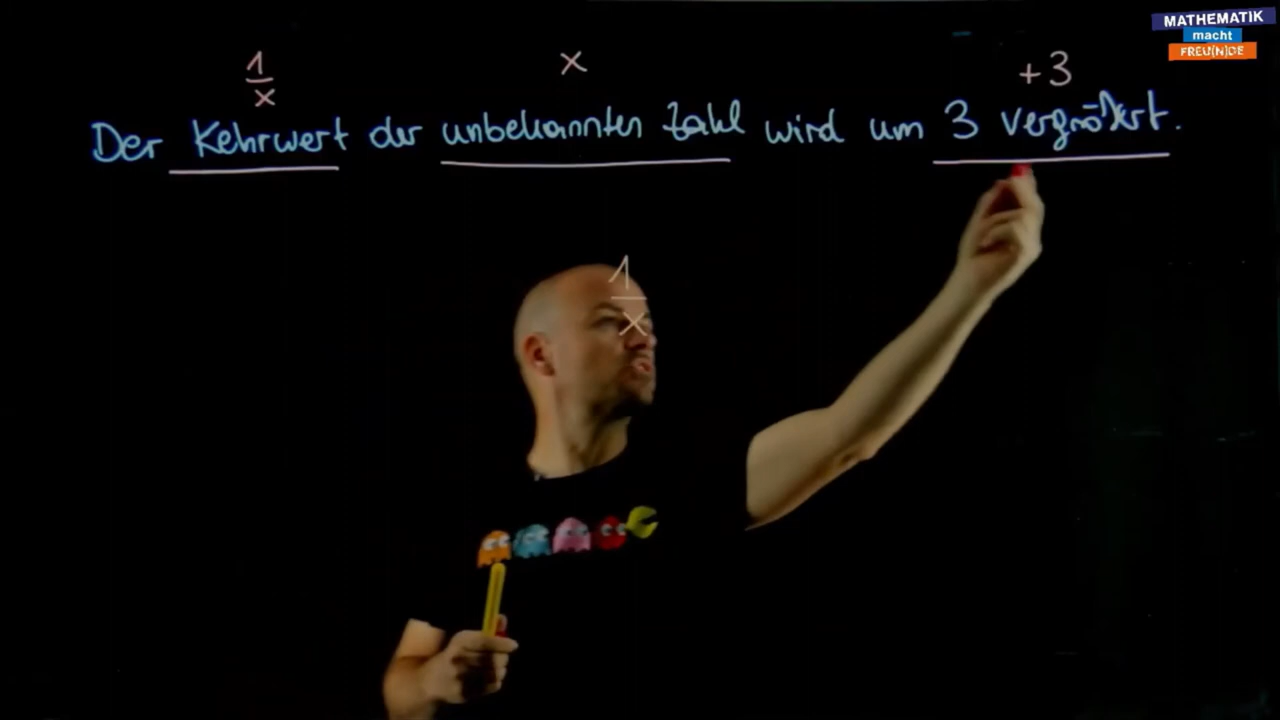 MATHEMATIK
macht
FREU(N)DE
1/x x +3
Der Kehrwert der unbekannten Zahl wird um 3 vergrößert.
1/x